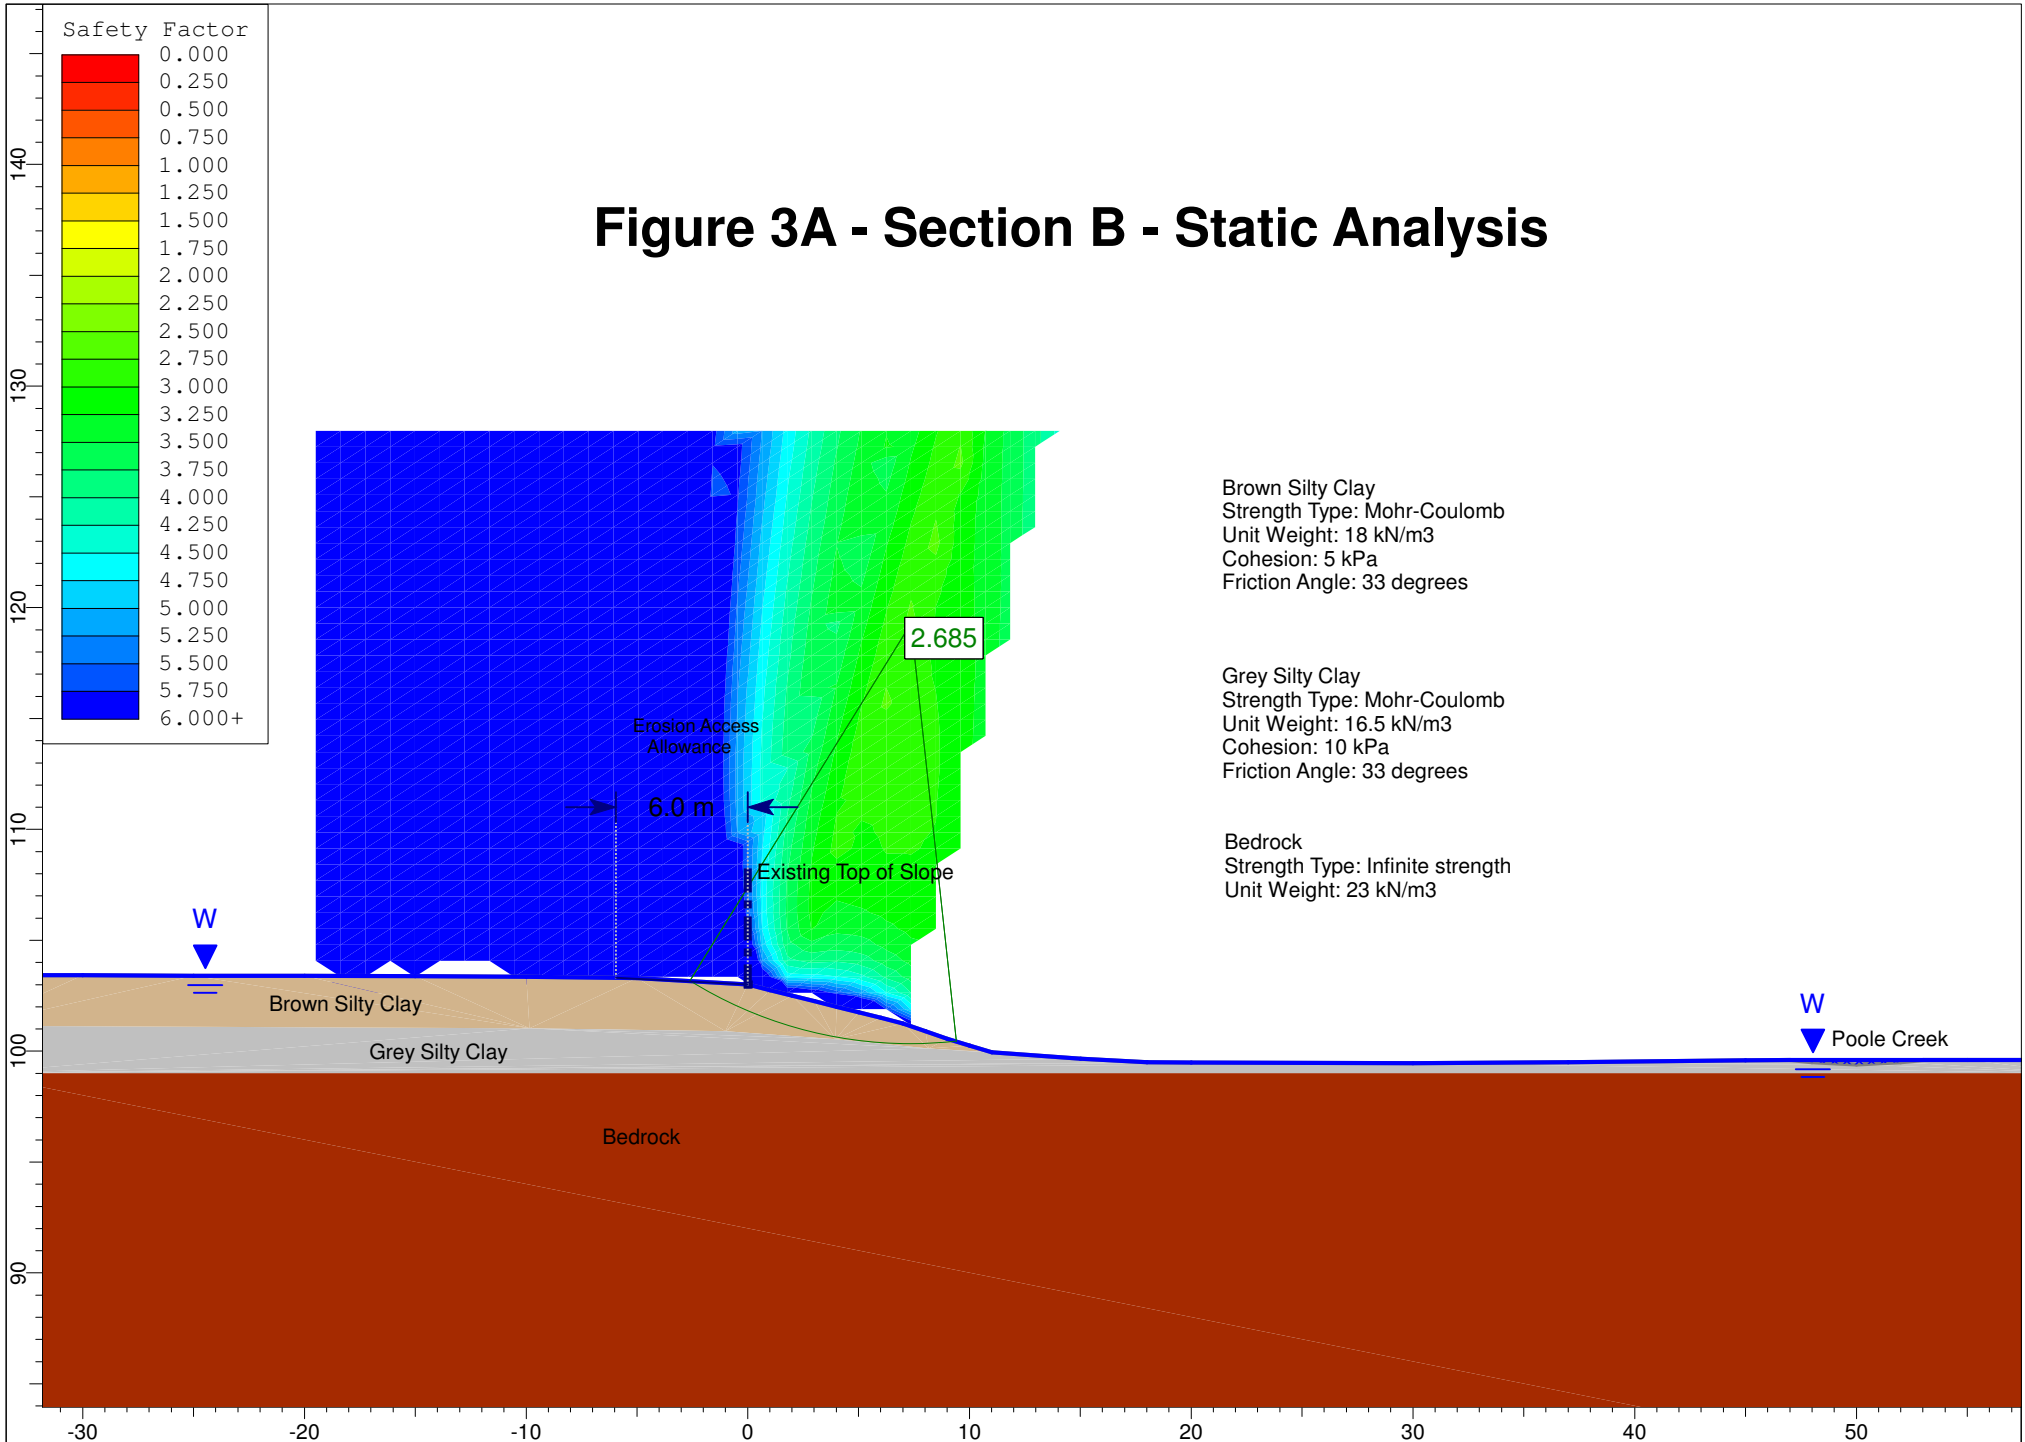 Safety Factor
0.000
0.250
0.500
0.750
1.000
1.250
1.500
1.750
2.000
2.250
2.500
2.750
3.000
3.250
3.500
3.750
4.000
4.250
4.500
4.750
5.000
5.250
5.500
5.750
6.000+
Figure 3A - Section B - Static Analysis
Brown Silty Clay
Strength Type: Mohr-Coulomb
Unit Weight: 18 kN/m3
Cohesion: 5 kPa
Friction Angle: 33 degrees
2.685
Grey Silty Clay
Strength Type: Mohr-Coulomb
Unit Weight: 16.5 kN/m3
Cohesion: 10 kPa
Friction Angle: 33 degrees
Erosion Access
Allowance
6.0 m
Bedrock
Strength Type: Infinite strength
Unit Weight: 23 kN/m3
Existing Top of Slope
W
Brown Silty Clay
W
Poole Creek
Grey Silty Clay
Bedrock
140
130
120
110
100
90
-30
-20
-10
0
10
20
30
40
50